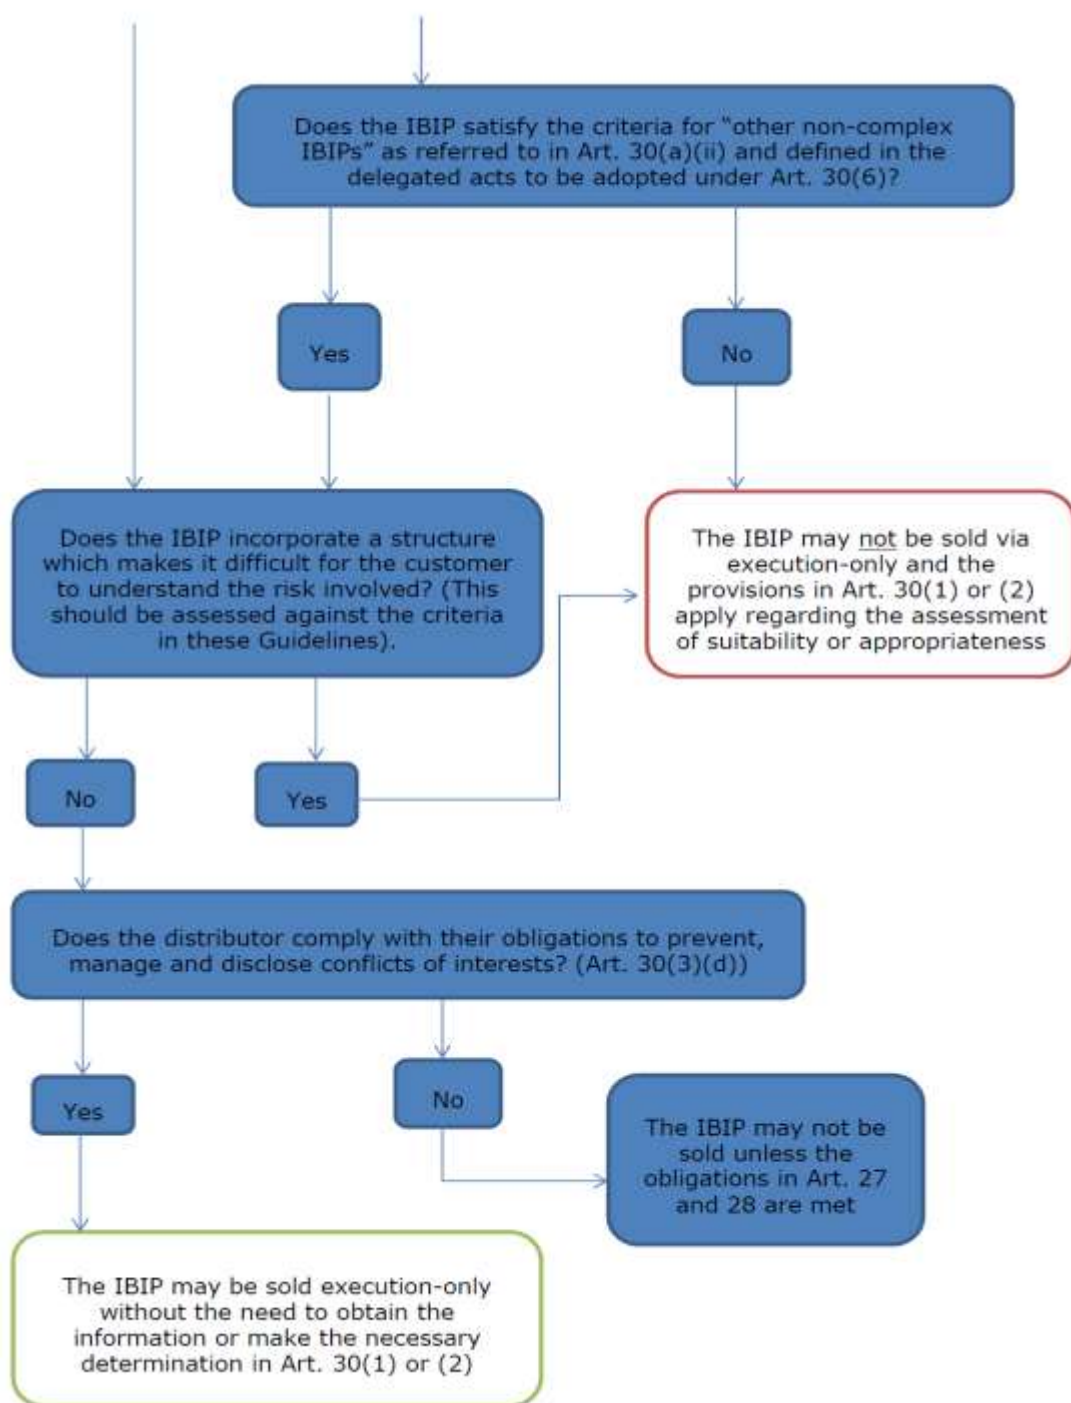 Does the IBIP satisfy the criteria for “other non-complex
IBIPs” as referred to in Art. 30(a)(ii) and defined in the
delegated acts to be adopted under Art. 30(6)?
Yes
No
Does the IBIP incorporate a structure
which makes it difficult for the customer
to understand the risk involved? (This
should be assessed against the criteria
in these Guidelines).
The IBIP may not be sold via
execution-only and the
provisions in Art. 30(1) or (2)
apply regarding the assessment
of suitability or appropriateness
No
Yes
Does the distributor comply with their obligations to prevent,
manage and disclose conflicts of interests? (Art. 30(3)(d))
Yes
No
The IBIP may not be
sold unless the
obligations in Art. 27
and 28 are met
The IBIP may be sold execution-only
without the need to obtain the
information or make the necessary
determination in Art. 30(1) or (2)